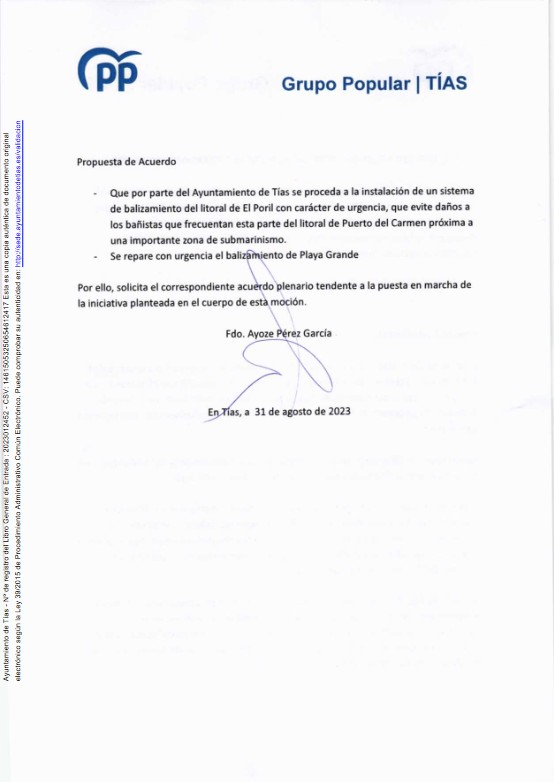 PP
Grupo Popular | TÍAS
Propuesta de Acuerdo
- Que por parte del Ayuntamiento de Tías se proceda a la instalación de un sistema
de balizamiento del litoral de El Poril con carácter de urgencia, que evite daños a
los bañistas que frecuentan esta parte del litoral de Puerto del Carmen próxima a
una importante zona de submarinismo.
- Se repare con urgencia el balizamiento de Playa Grande
Por ello, solicita el correspondiente acuerdo plenario tendente a la puesta en marcha de
la iniciativa planteada en el cuerpo de esta moción.
Fdo. Ayoze Pérez García
En Tías, a 31 de agosto de 2023
Ayuntamiento de Tías - Nº de registro del Libro General de Entrada : 2023012452 - CSV: 14615053250654812417 Esta es una copia auténtica de documento original
electrónico según la Ley 39/2015 de Procedimiento Administrativo Común Electrónico. Puede comprobar su autenticidad en: http://sede.ayuntamientodetias.es/validacion